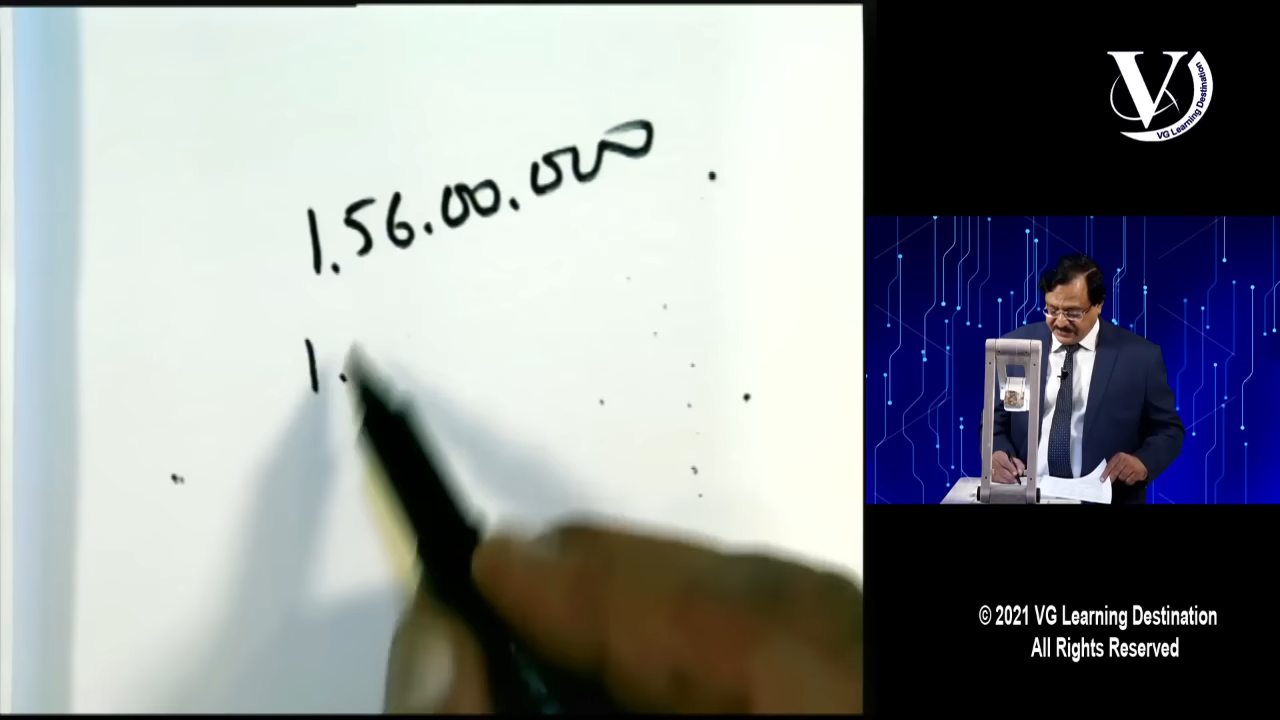 1.56.00.000
1.
V
VG Learning Destination
© 2021 VG Learning Destination
All Rights Reserved